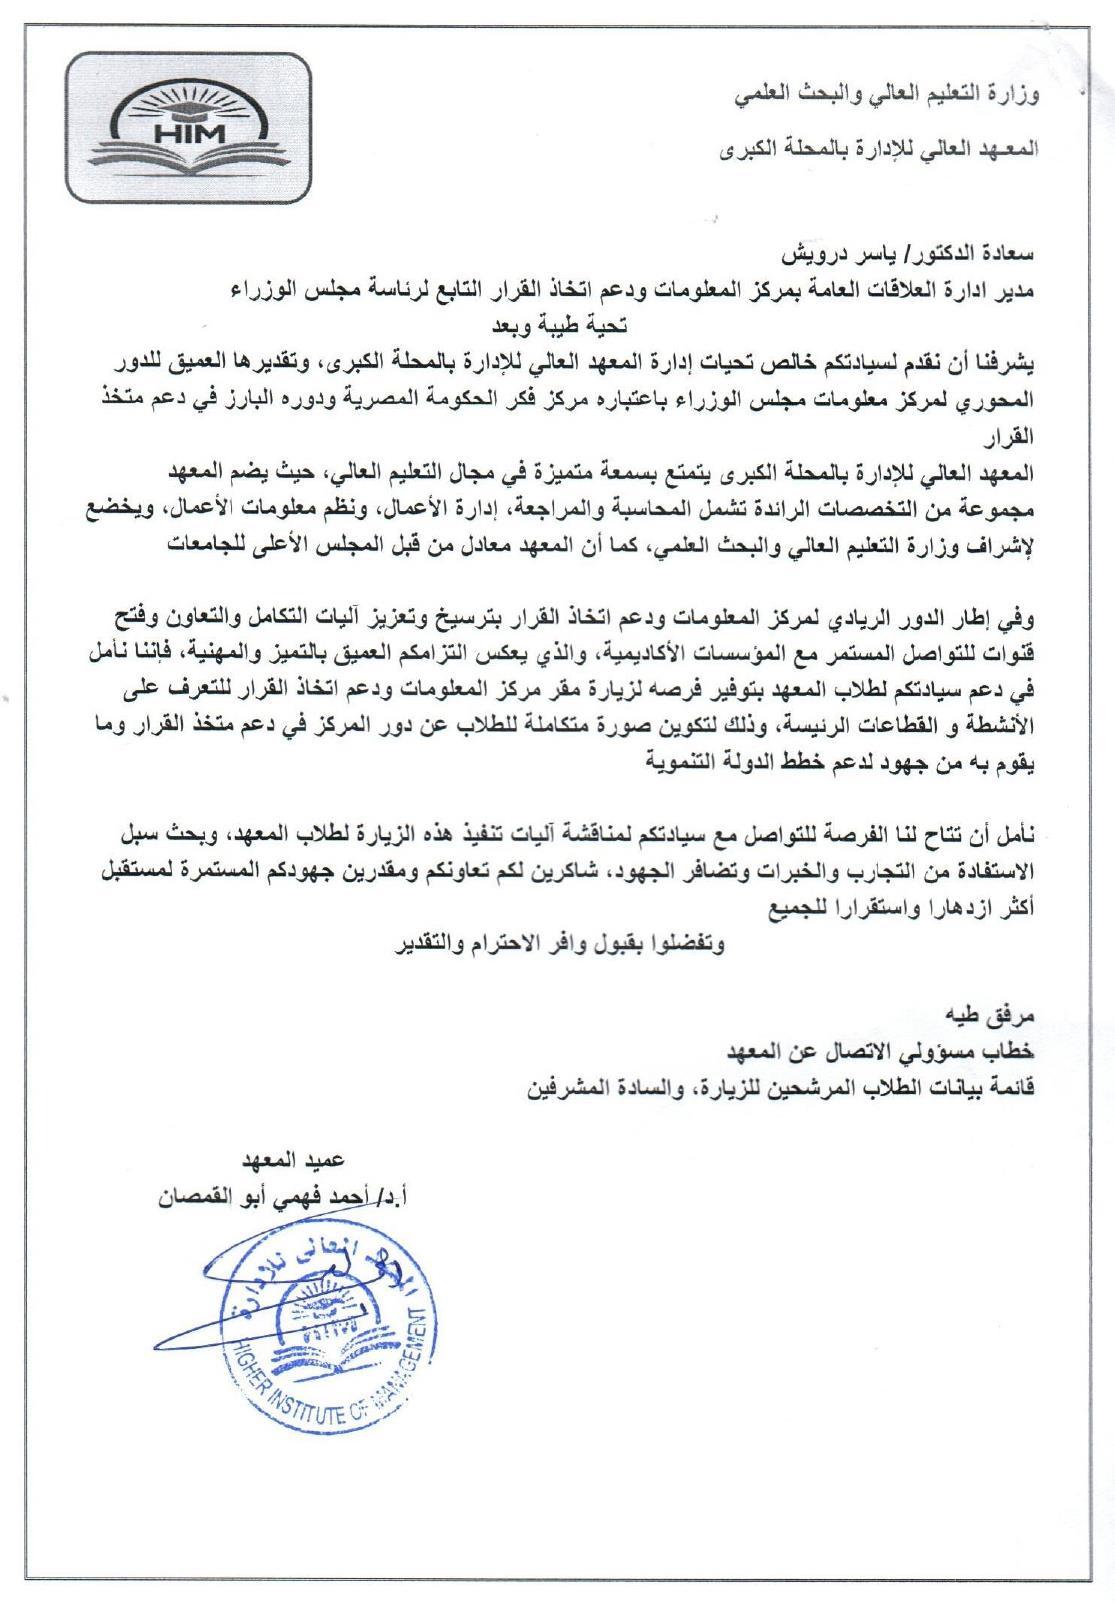 HIM
وزارة التعليم العالي والبحث العلمي
المعهد العالي للإدارة بالمحلة الكبرى
سعادة الدكتور/ ياسر درويش
مدير ادارة العلاقات العامة بمركز المعلومات ودعم اتخاذ القرار التابع لرئاسة مجلس الوزراء
تحية طيبة وبعد
يشرفنا أن نقدم لسيادتكم خالص تحيات إدارة المعهد العالي للإدارة بالمحلة الكبرى، وتقديرها العميق للدور
المحوري لمركز معلومات مجلس الوزراء باعتباره مركز فكر الحكومة المصرية ودوره البارز في دعم متخذ
القرار
المعهد العالي للإدارة بالمحلة الكبرى يتمتع بسمعة متميزة في مجال التعليم العالي، حيث يضم المعهد
مجموعة من التخصصات الرائدة تشمل المحاسبة والمراجعة، إدارة الأعمال، ونظم معلومات الأعمال، ويخضع
لإشراف وزارة التعليم العالي والبحث العلمي، كما أن المعهد معادل من قبل المجلس الأعلى للجامعات
وفي إطار الدور الريادي لمركز المعلومات ودعم اتخاذ القرار بترسيخ وتعزيز آليات التكامل والتعاون وفتح
قنوات للتواصل المستمر مع المؤسسات الأكاديمية، والذي يعكس التزامكم العميق بالتميز والمهنية، فإننا نأمل
في دعم سيادتكم لطلاب المعهد بتوفير فرصه لزيارة مقر مركز المعلومات ودعم اتخاذ القرار للتعرف على
الأنشطة و القطاعات الرئيسة، وذلك لتكوين صورة متكاملة للطلاب عن دور المركز في دعم متخذ القرار وما
يقوم به من جهود لدعم خطط الدولة التنموية
نأمل أن تتاح لنا الفرصة للتواصل مع سيادتكم لمناقشة آليات تنفيذ هذه الزيارة لطلاب المعهد، وبحث سبل
الاستفادة من التجارب والخبرات وتضافر الجهود، شاكرين لكم تعاونكم ومقدرين جهودكم المستمرة لمستقبل
أكثر ازدهارا واستقرارا للجميع
وتفضلوا بقبول وافر الاحترام والتقدير
مرفق طيه
خطاب مسؤولي الاتصال عن المعهد
قائمة بيانات الطلاب المرشحين للزيارة، والسادة المشرفين
عميد المعهد
أ.د/ أحمد فهمي أبو القمصان
المعهد العالى للادارة
HIGHER INSTITUTE OF MANAGEMENT